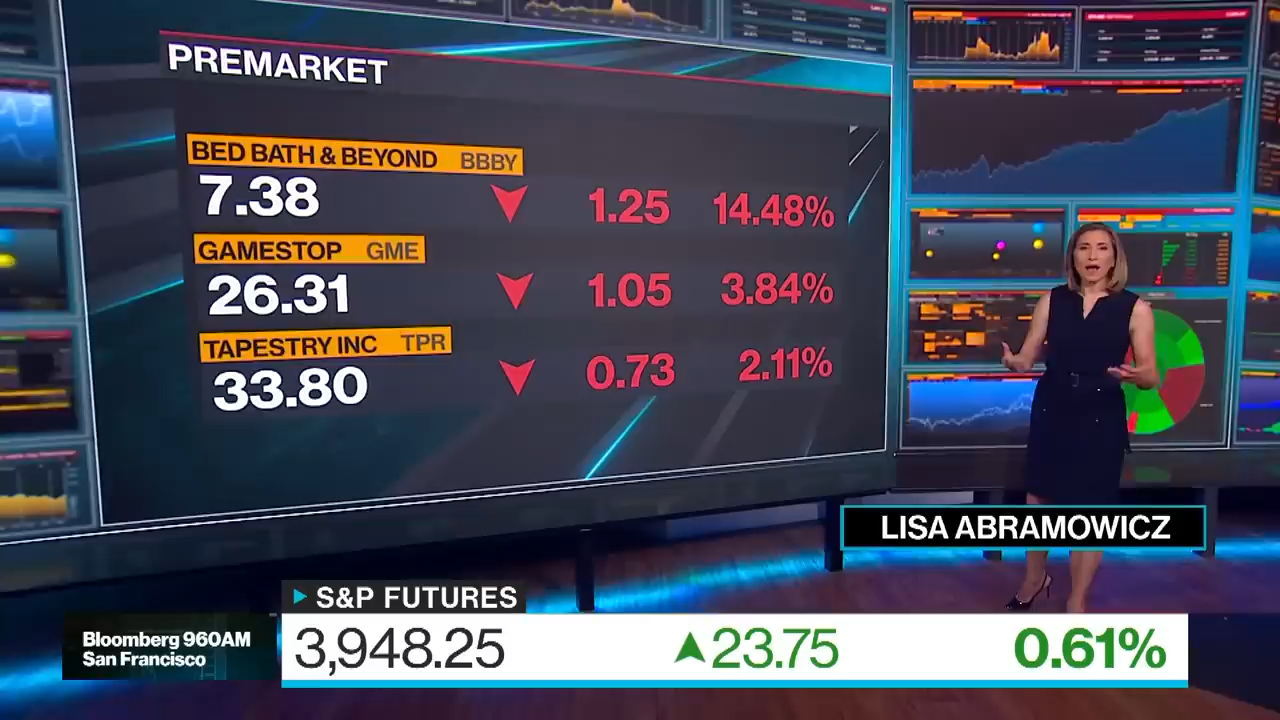 PREMARKET
BED BATH & BEYOND BBBY
7.38 1.25 14.48%
GAMESTOP GME
26.31 1.05 3.84%
TAPESTRY INC TPR
33.80 0.73 2.11%
LISA ABRAMOWICZ
S&P FUTURES
Bloomberg 960AM
San Francisco
3,948.25 23.75 0.61%